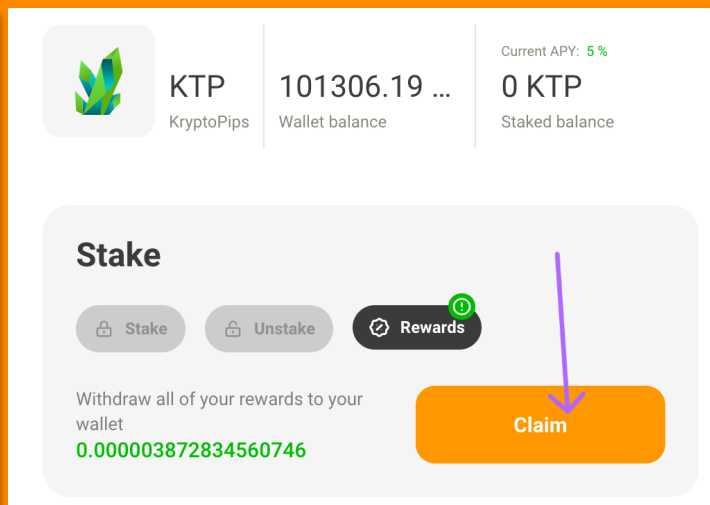 Current APY: 5 %
KTP
101306.19 ...
0 KTP
KryptoPips
Wallet balance
Staked balance
Stake
Stake
Unstake
Rewards
Withdraw all of your rewards to your
wallet
0.000003872834560746
Claim